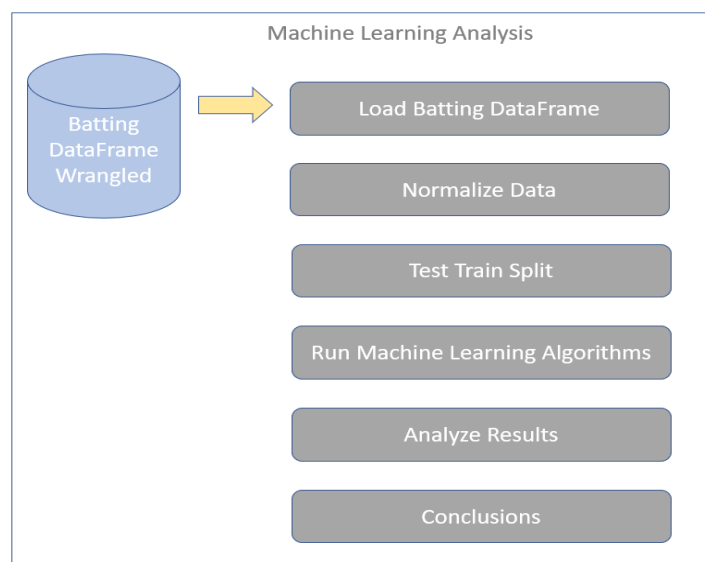 Machine Learning Analysis
Batting
DataFrame
Wrangled
Load Batting DataFrame
Normalize Data
Test Train Split
Run Machine Learning Algorithms
Analyze Results
Conclusions